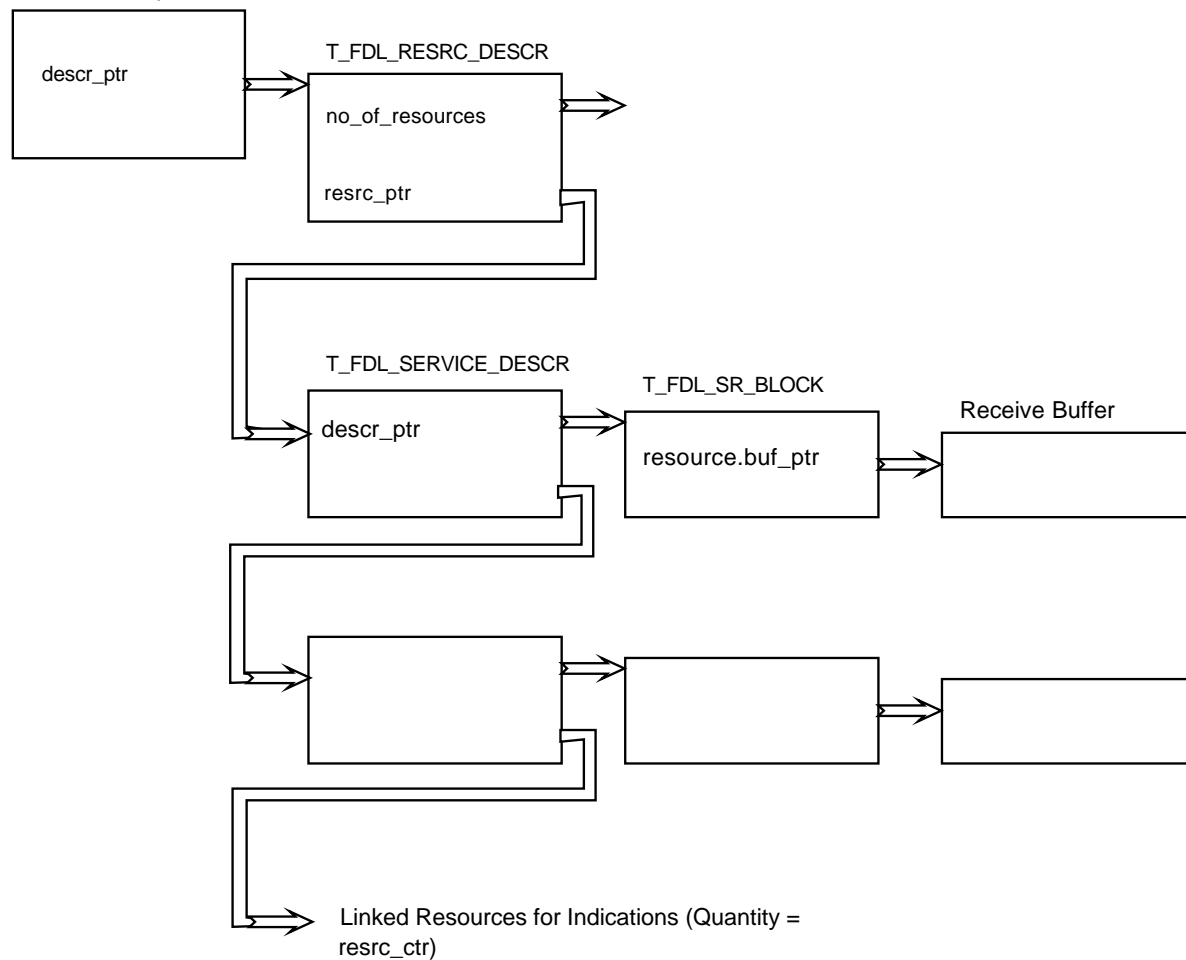 descr_ptr
T_FDL_RESRC_DESCR
no_of_resources
resrc_ptr
T_FDL_SERVICE_DESCR
descr_ptr
T_FDL_SR_BLOCK
resource.buf_ptr
Receive Buffer
Linked Resources for Indications (Quantity =
resrc_ctr)